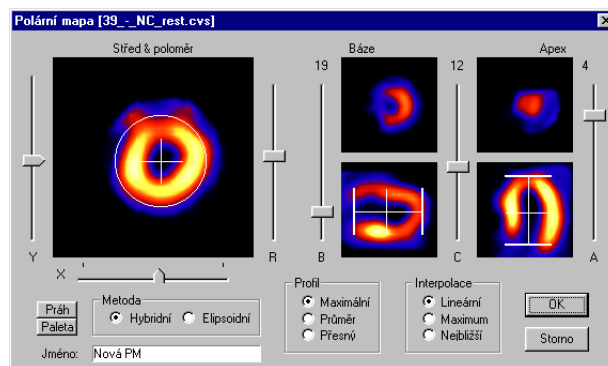 Polární mapa [39_-_NC_rest.cvs]
Střed & poloměr
Báze
Apex
19
12
4
Y
R
B
C
A
X
Práh
Paleta
Metoda
Hybridní
Elipsoidní
Profil
Maximální
Průměr
Přesný
Interpolace
Lineární
Maximum
Nejbližší
OK
Storno
Jméno:
Nová PM